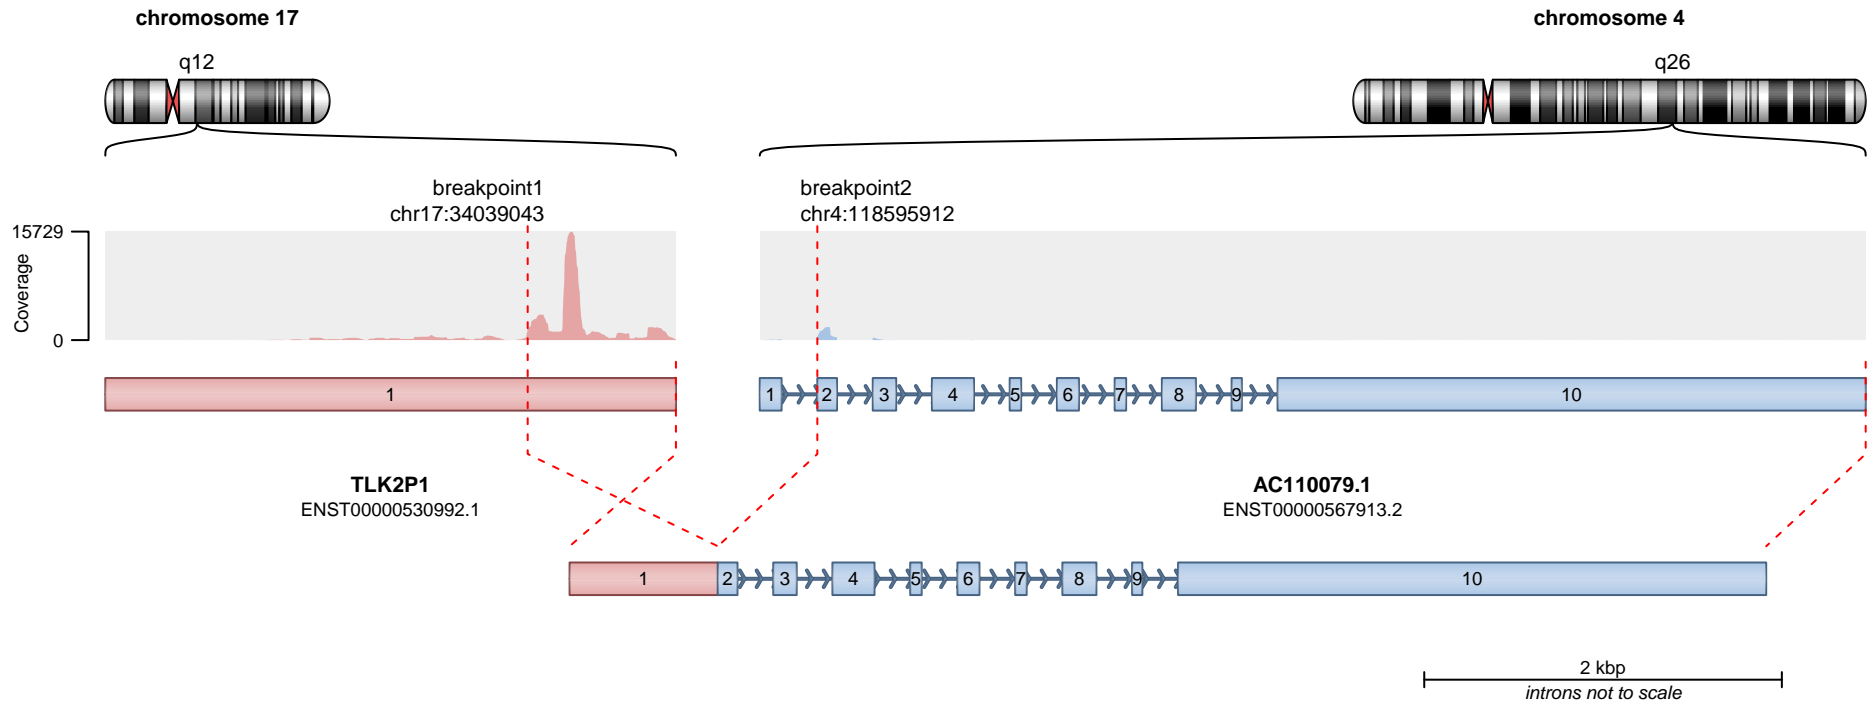 chromosome 17
chromosome 4
q12
q26
breakpoint1
chr17:34039043
breakpoint2
chr4:118595912
15729
Coverage
0
1
1 2 3 4 5 6 7 8 9 10
TLK2P1
ENST00000530992.1
AC110079.1
ENST00000567913.2
1 2 3 4 5 6 7 8 9 10
2 kbp
introns not to scale